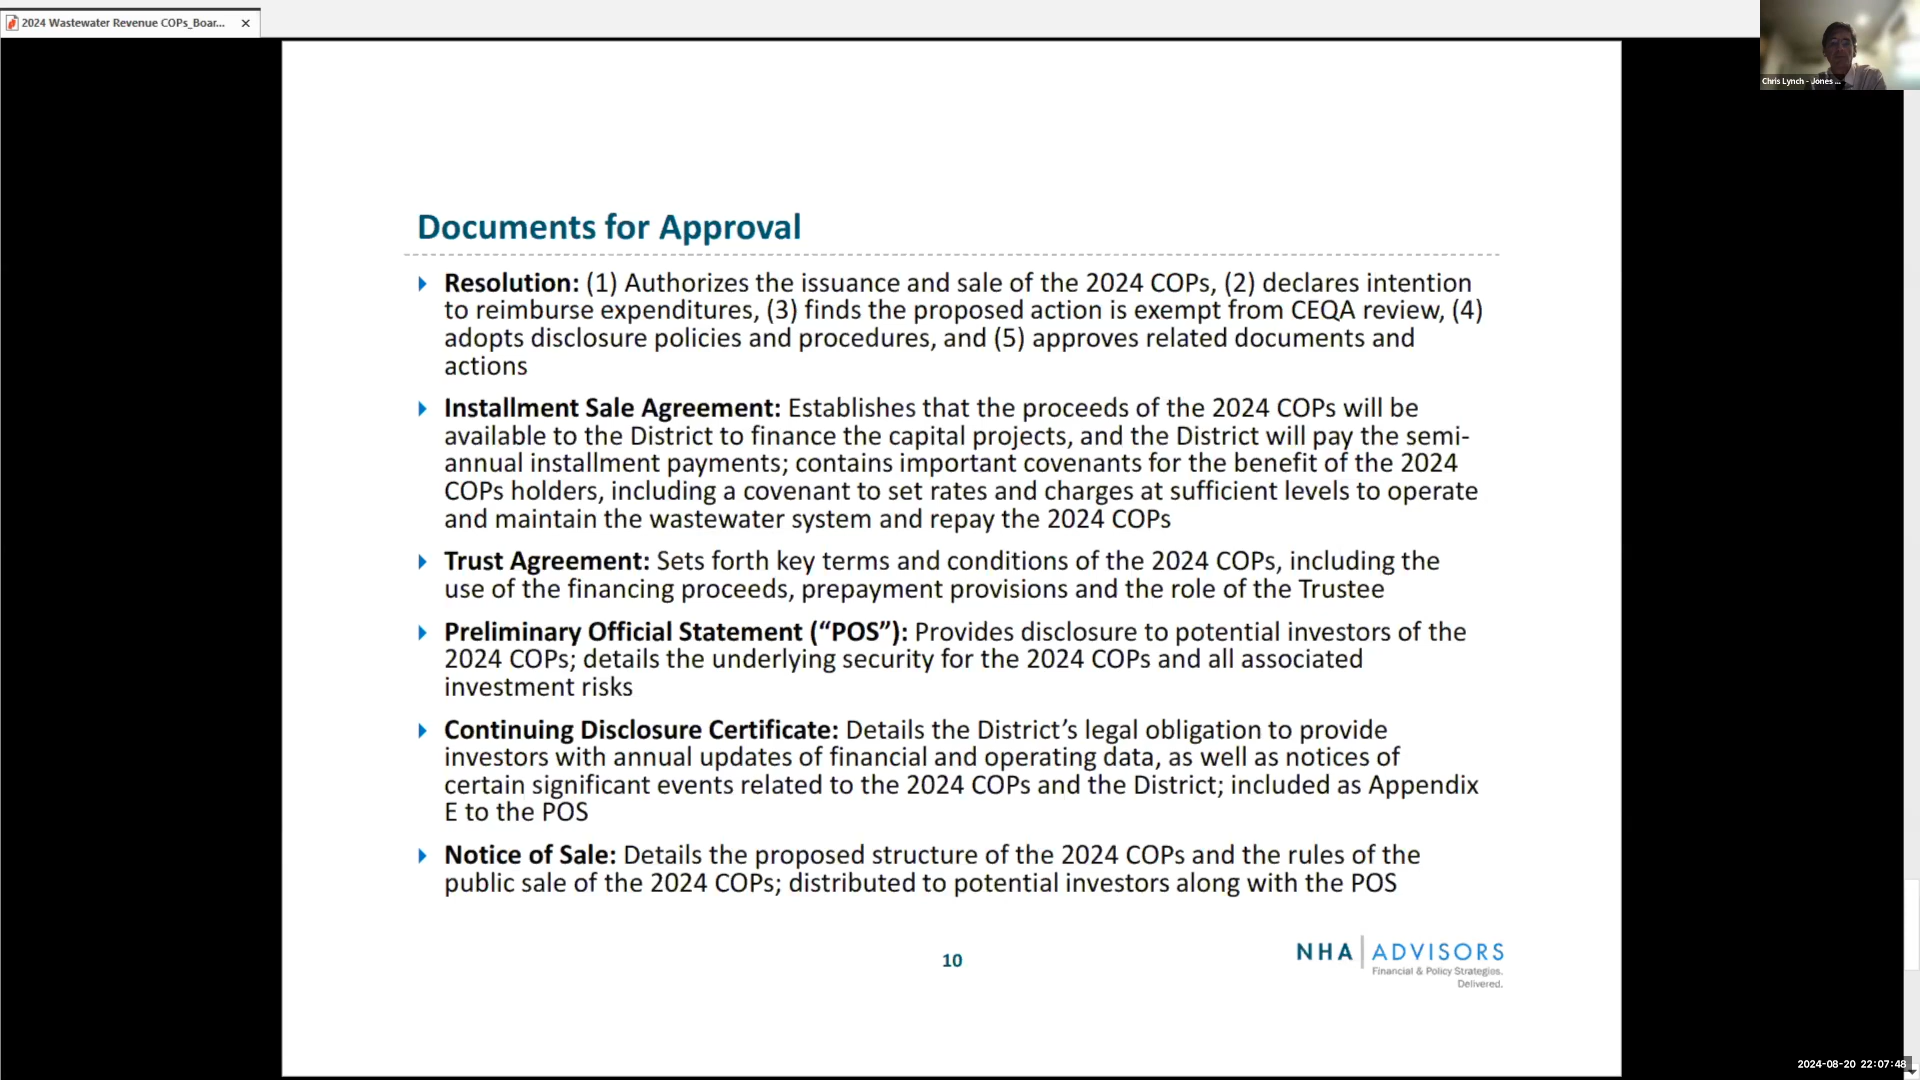 2024 Wastewater Revenue COPs_Boar...
Chris Lynch - Jones ...
Documents for Approval
Resolution: (1) Authorizes the issuance and sale of the 2024 COPs, (2) declares intention
to reimburse expenditures, (3) finds the proposed action is exempt from CEQA review, (4)
adopts disclosure policies and procedures, and (5) approves related documents and
actions
Installment Sale Agreement: Establishes that the proceeds of the 2024 COPs will be
available to the District to finance the capital projects, and the District will pay the semi-
annual installment payments; contains important covenants for the benefit of the 2024
COPs holders, including a covenant to set rates and charges at sufficient levels to operate
and maintain the wastewater system and repay the 2024 COPs
Trust Agreement: Sets forth key terms and conditions of the 2024 COPs, including the
use of the financing proceeds, prepayment provisions and the role of the Trustee
Preliminary Official Statement (“POS”): Provides disclosure to potential investors of the
2024 COPs; details the underlying security for the 2024 COPs and all associated
investment risks
Continuing Disclosure Certificate: Details the District’s legal obligation to provide
investors with annual updates of financial and operating data, as well as notices of
certain significant events related to the 2024 COPs and the District; included as Appendix
E to the POS
Notice of Sale: Details the proposed structure of the 2024 COPs and the rules of the
public sale of the 2024 COPs; distributed to potential investors along with the POS
10
NHA ADVISORS
Financial & Policy Strategies.
Delivered.
2024-08-20 22:07:48